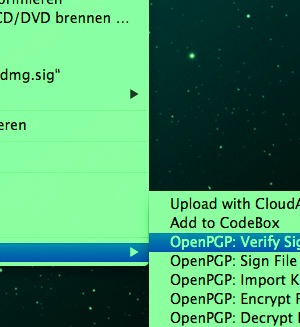 CD/DVD brennen ...
dmg.sig“
eren
Upload with CloudA
Add to CodeBox
OpenPGP: Verify Sig
OpenPGP: Sign File
OpenPGP: Import K
OpenPGP: Encrypt F
OpenPGP: Decrypt